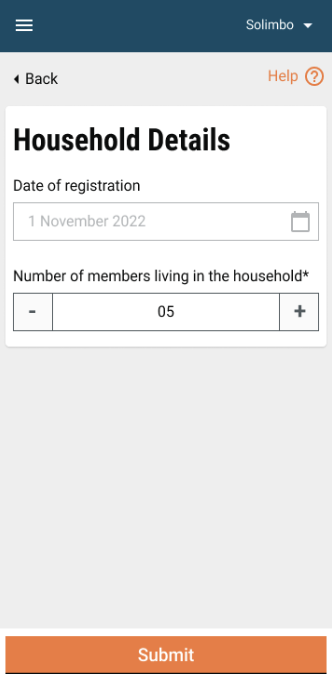 Solimbo
Back
Help
Household Details
Date of registration
1 November 2022
Number of members living in the household*
- 05 +
Submit